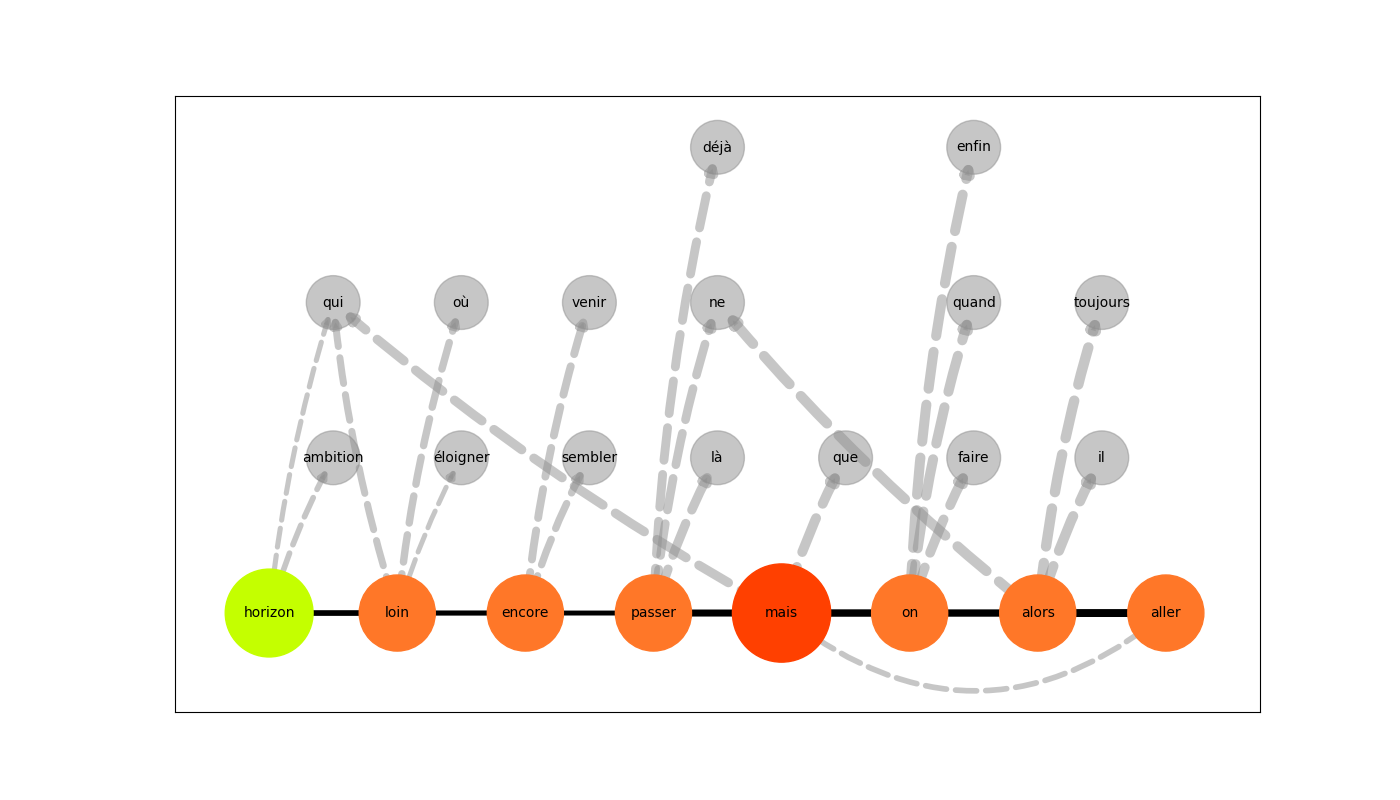 déjà enfin
qui où venir ne quand toujours
ambition éloigner sembler là que faire il
horizon loin encore passer mais on alors aller